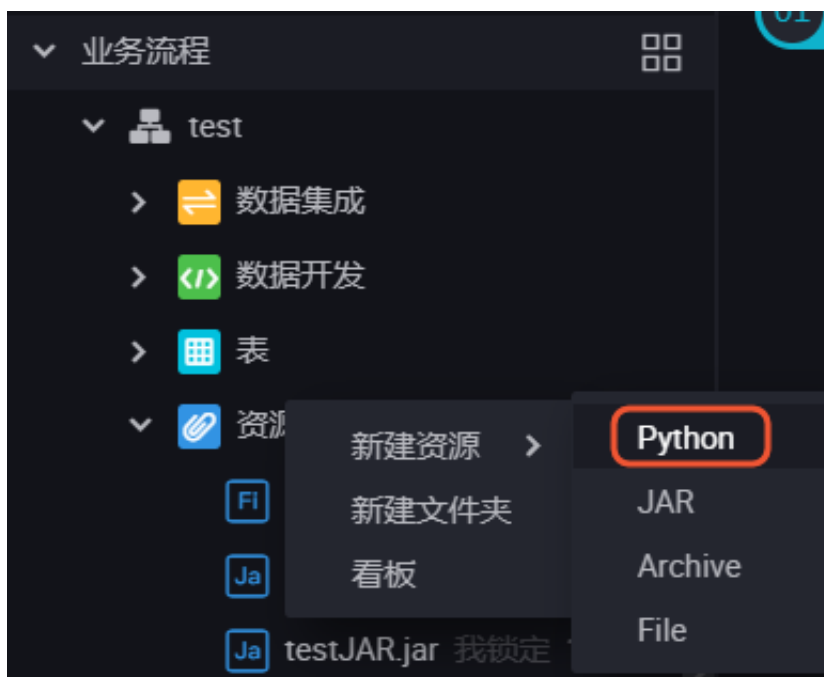 01
业务流程
test
数据集成
数据开发
表
资源
新建资源
Python
新建文件夹
JAR
看板
Archive
File
Fi
Ja
Ja testJAR.jar 我锁定